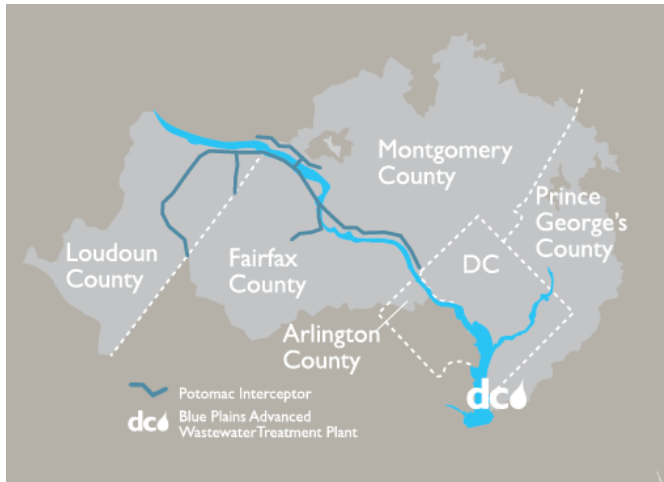 Montgomery
County
Prince
George's
County
Loudoun
County
Fairfax
County
DC
Arlington
County
dc
Potomac Interceptor
dc
Blue Plains Advanced
Wastewater Treatment Plant